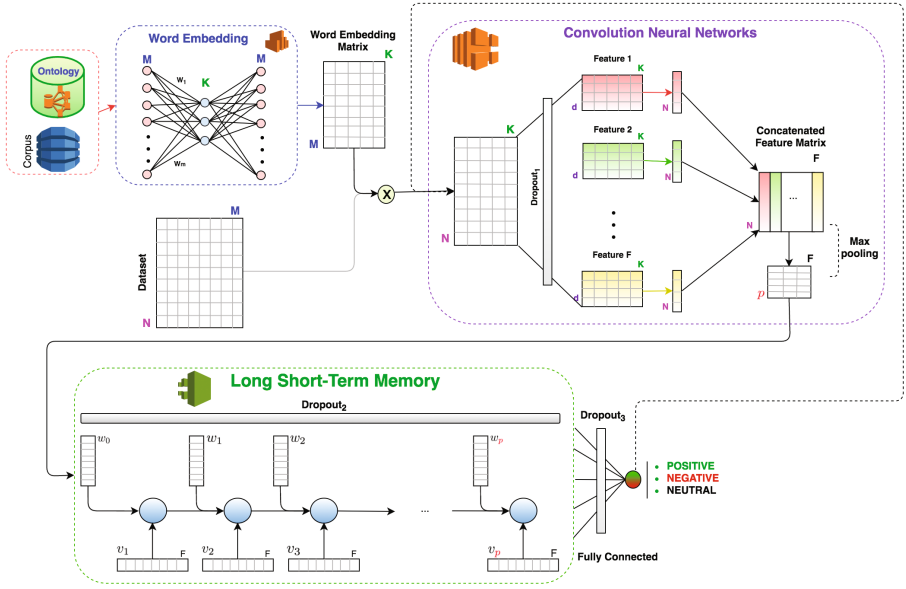 Ontology
Corpus
Word Embedding
M
M
K
W₁
Wₘ
Word Embedding
Matrix
K
M
M
Dataset
N
X
Convolution Neural Networks
K
N
Dropout₁
Feature 1
K
d
N
Feature 2
K
d
N
Feature F
K
d
N
Concatenated
Feature Matrix
F
...
N
Max
pooling
F
p
Long Short-Term Memory
Dropout₂
w₀
w₁
w₂
wₚ
...
v₁
F
v₂
F
v₃
F
vₚ
F
Dropout₃
Fully Connected
• POSITIVE
• NEGATIVE
• NEUTRAL